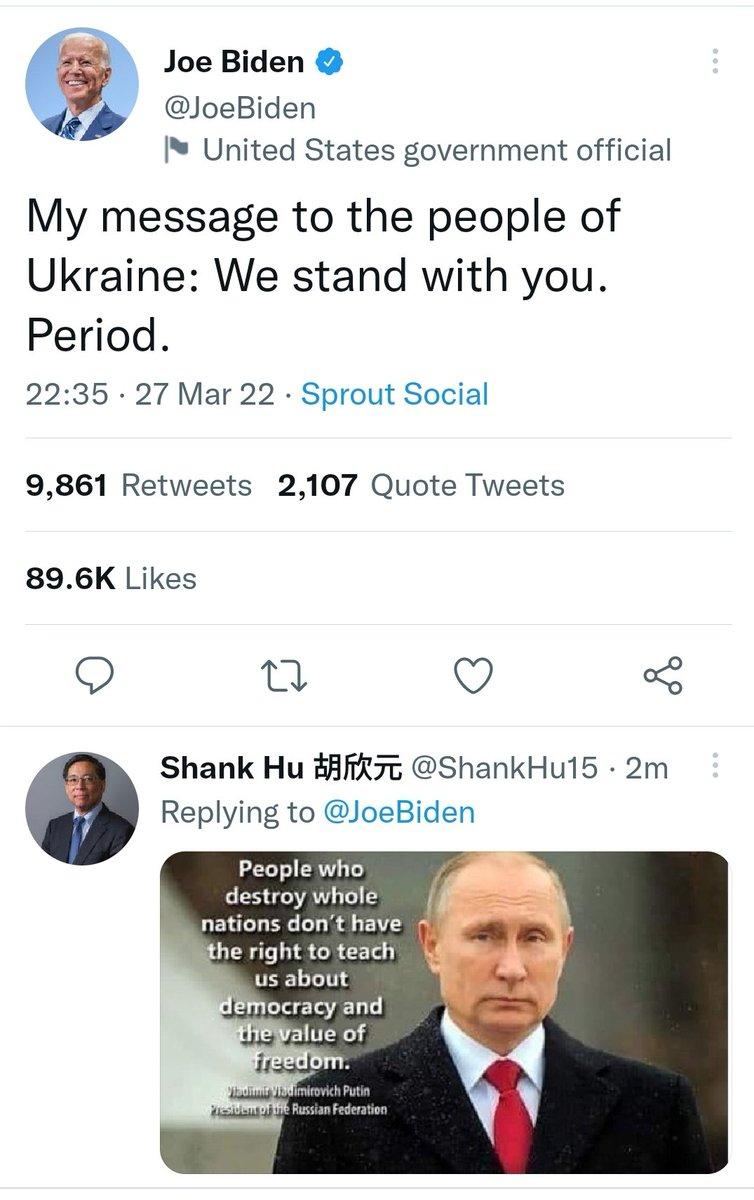 Joe Biden
@JoeBiden
United States government official
My message to the people of
Ukraine: We stand with you.
Period.
22:35 · 27 Mar 22 · Sprout Social
9,861 Retweets 2,107 Quote Tweets
89.6K Likes
Shank Hu 胡欣元 @ShankHu15 · 2m
Replying to @JoeBiden
People who
destroy whole
nations don't have
the right to teach
us about
democracy and
the value of
freedom.
Vladimir Vladimirovich Putin
President of the Russian Federation